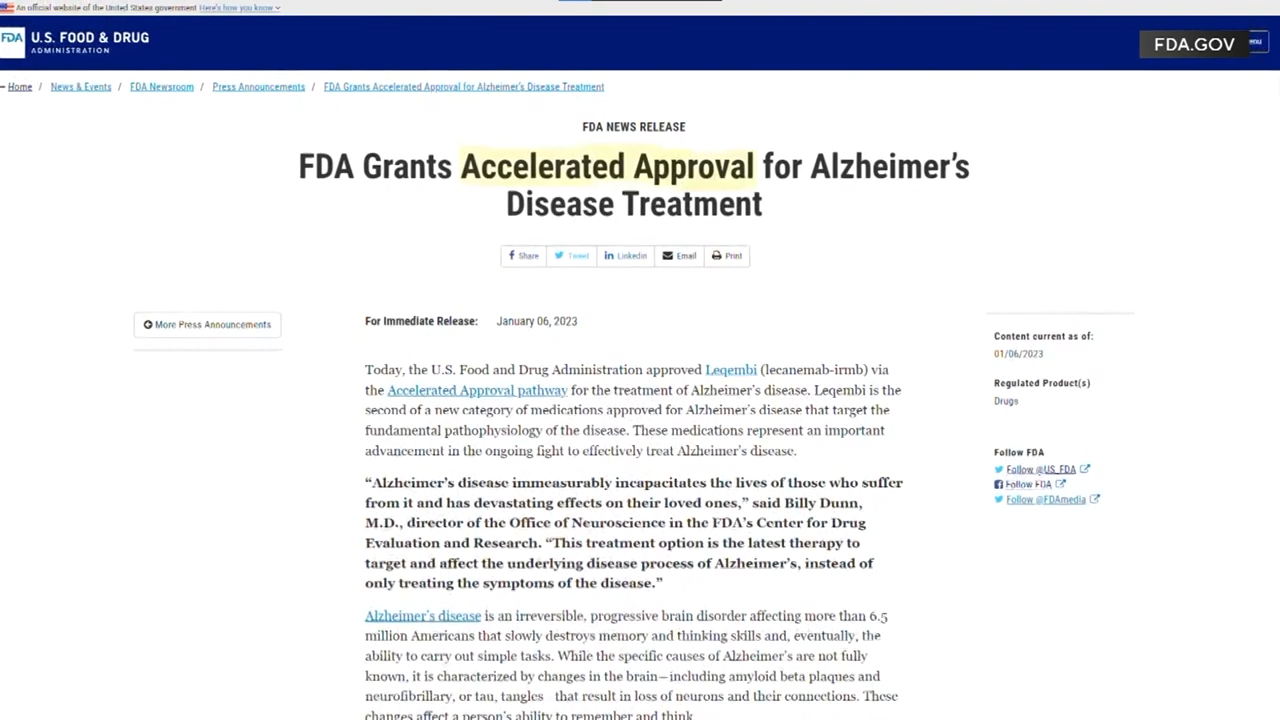 An official website of the United States government Here's how you know
FDA U.S. FOOD & DRUG
ADMINISTRATION
FDA.GOV
enu
Home / News & Events / FDA Newsroom / Press Announcements / FDA Grants Accelerated Approval for Alzheimer's Disease Treatment
FDA NEWS RELEASE
FDA Grants Accelerated Approval for Alzheimer's
Disease Treatment
Share Tweet Linkedin Email Print
More Press Announcements
For Immediate Release: January 06, 2023
Today, the U.S. Food and Drug Administration approved Leqembi (lecanemab-irmb) via
the Accelerated Approval pathway for the treatment of Alzheimer's disease. Leqembi is the
second of a new category of medications approved for Alzheimer's disease that target the
fundamental pathophysiology of the disease. These medications represent an important
advancement in the ongoing fight to effectively treat Alzheimer's disease.
“Alzheimer's disease immeasurably incapacitates the lives of those who suffer
from it and has devastating effects on their loved ones,” said Billy Dunn,
M.D., director of the Office of Neuroscience in the FDA's Center for Drug
Evaluation and Research. “This treatment option is the latest therapy to
target and affect the underlying disease process of Alzheimer's, instead of
only treating the symptoms of the disease.”
Alzheimer's disease is an irreversible, progressive brain disorder affecting more than 6.5
million Americans that slowly destroys memory and thinking skills and, eventually, the
ability to carry out simple tasks. While the specific causes of Alzheimer's are not fully
known, it is characterized by changes in the brain—including amyloid beta plaques and
neurofibrillary, or tau, tangles that result in loss of neurons and their connections. These
changes affect a person's ability to remember and think.
Content current as of:
01/06/2023
Regulated Product(s)
Drugs
Follow FDA
Follow @US_FDA
Follow FDA
Follow @FDAmedia